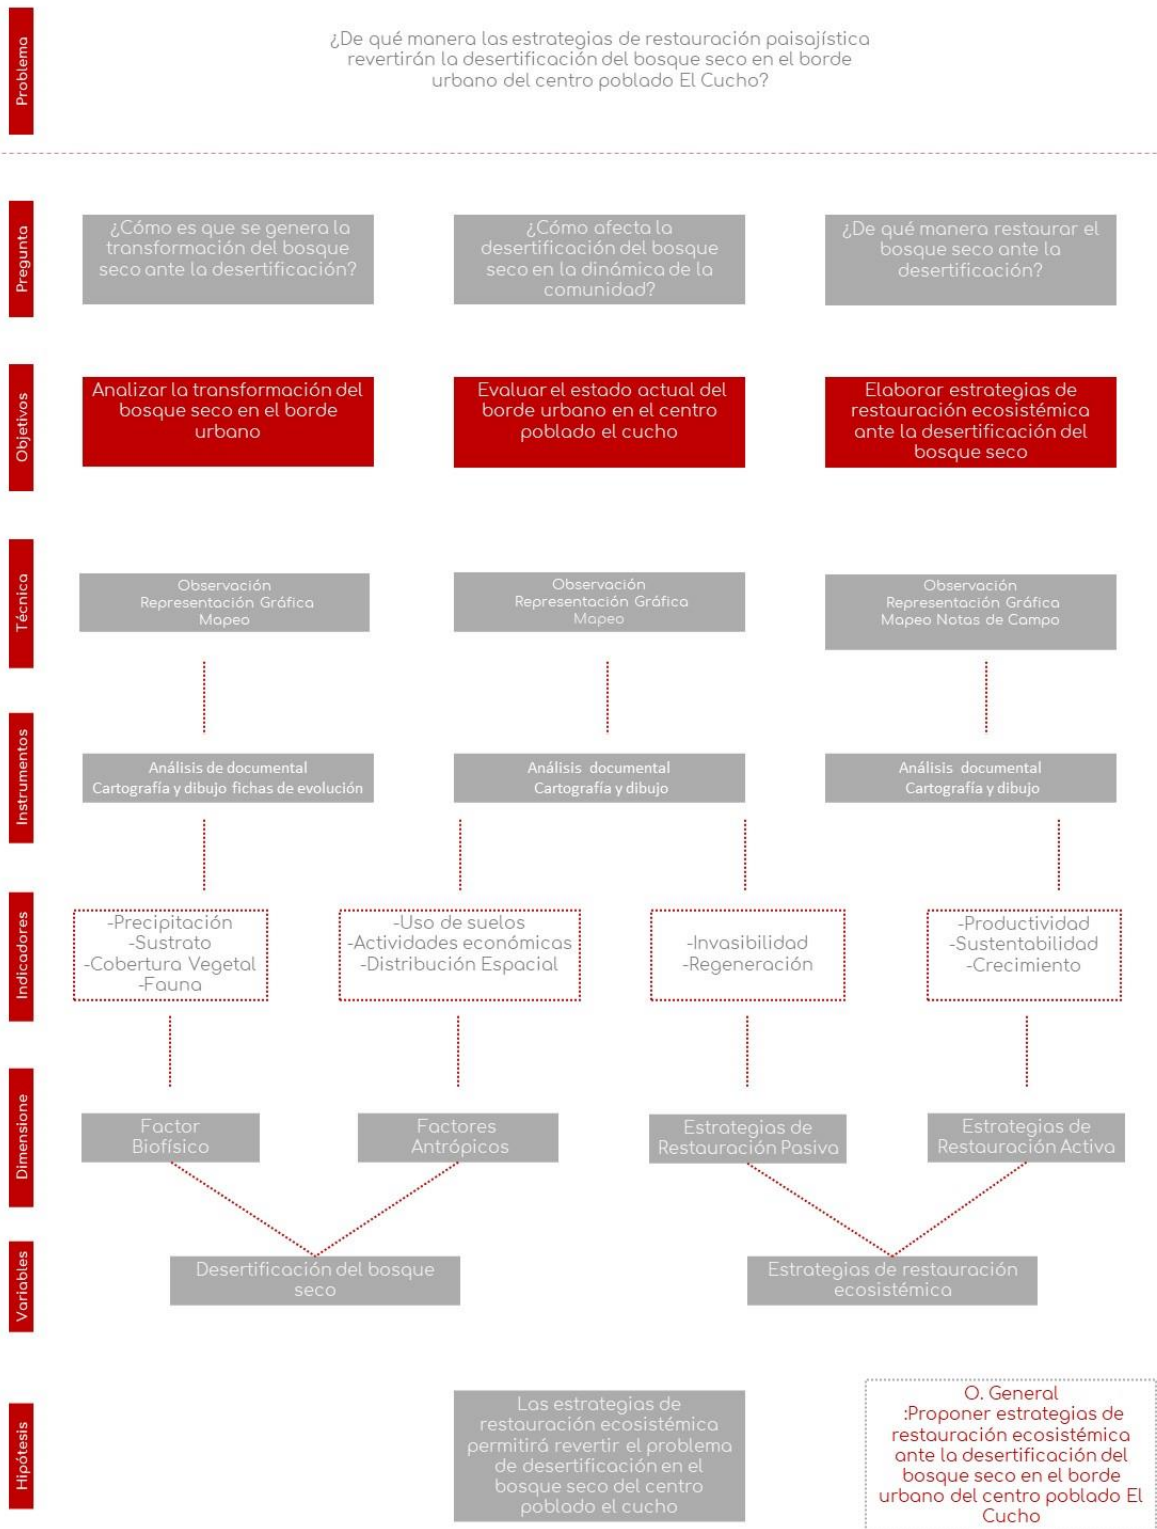 Problema
¿De qué manera las estrategias de restauración paisajística
revertirán la desertificación del bosque seco en el borde
urbano del centro poblado El Cucho?
Pregunta
¿Cómo es que se genera la
transformación del bosque
seco ante la desertificación?
¿Cómo afecta la
desertificación del bosque
seco en la dinámica de la
comunidad?
¿De qué manera restaurar el
bosque seco ante la
desertificación?
Objetivos
Analizar la transformación del
bosque seco en el borde
urbano
Evaluar el estado actual del
borde urbano en el centro
poblado el cucho
Elaborar estrategias de
restauración ecosistémica
ante la desertificación del
bosque seco
Técnica
Observación
Representación Gráfica
Mapeo
Observación
Representación Gráfica
Mapeo
Observación
Representación Gráfica
Mapeo Notas de Campo
Instrumentos
Análisis de documental
Cartografía y dibujo fichas de evolución
Análisis documental
Cartografía y dibujo
Análisis documental
Cartografía y dibujo
Indicadores
-Precipitación
-Sustrato
-Cobertura Vegetal
-Fauna
-Uso de suelos
-Actividades económicas
-Distribución Espacial
-Invasibilidad
-Regeneración
-Productividad
-Sustentabilidad
-Crecimiento
Dimensione
Factor
Biofísico
Factores
Antrópicos
Estrategias de
Restauración Pasiva
Estrategias de
Restauración Activa
Variables
Desertificación del bosque
seco
Estrategias de restauración
ecosistémica
Hipótesis
Las estrategias de
restauración ecosistémica
permitirá revertir el problema
de desertificación en el
bosque seco del centro
poblado el cucho
O. General
:Proponer estrategias de
restauración ecosistémica
ante la desertificación del
bosque seco en el borde
urbano del centro poblado El
Cucho